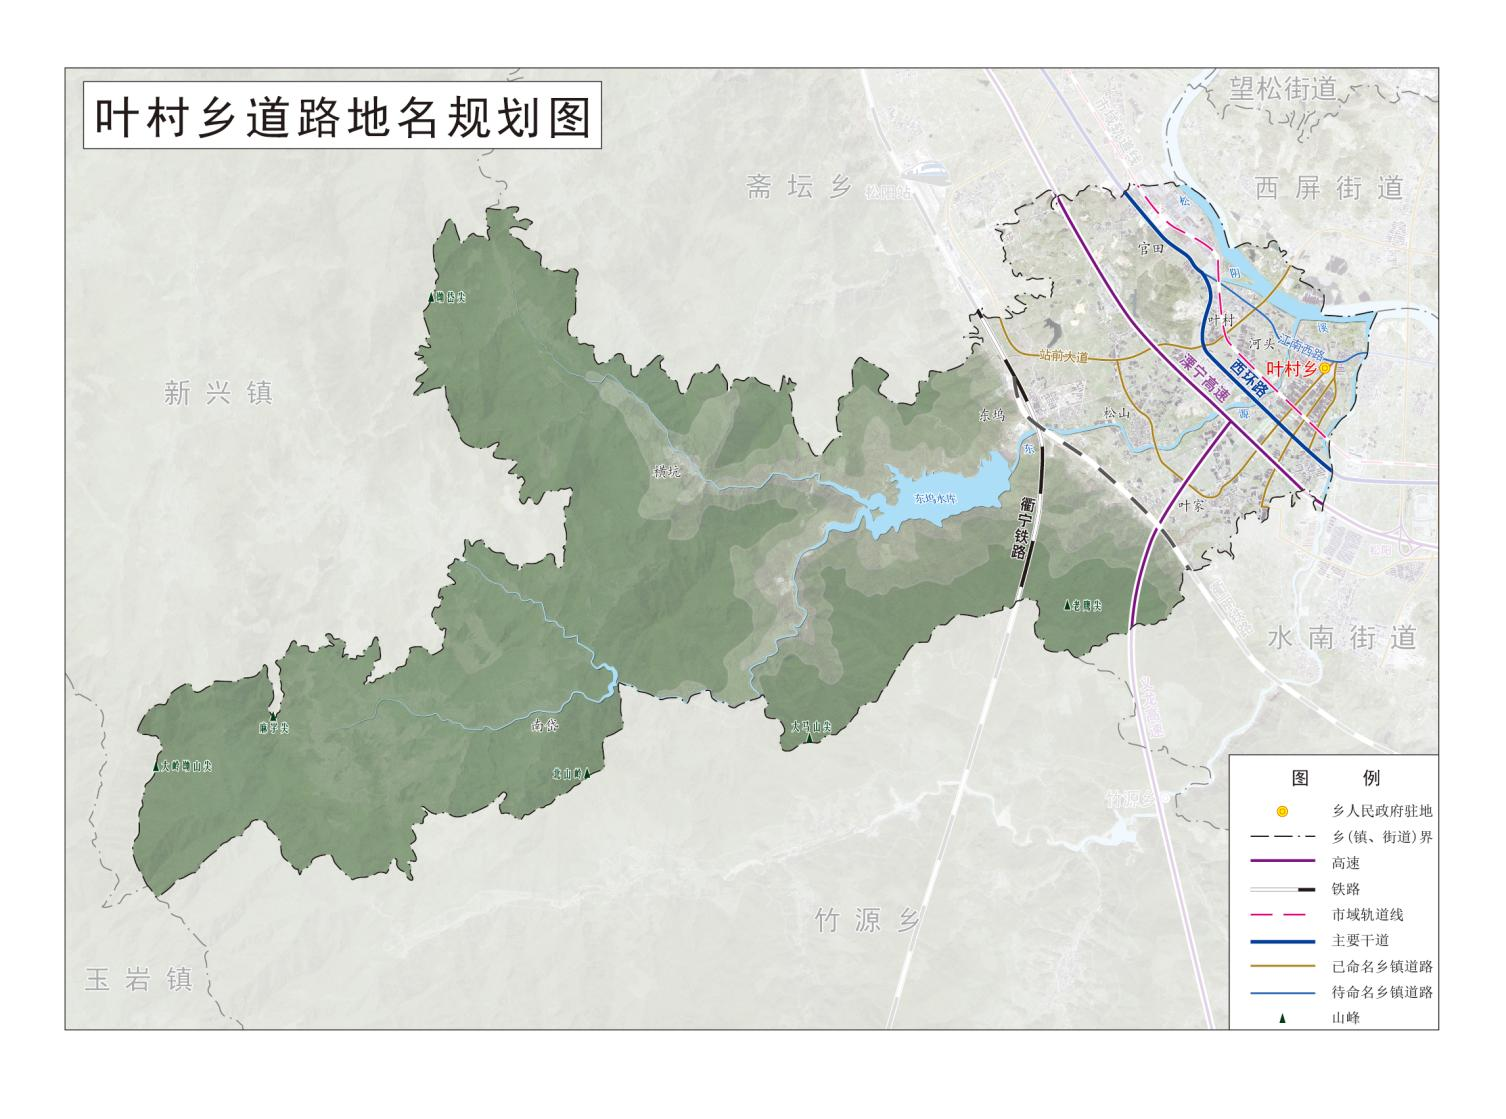 叶村乡道路地名规划图
望松街道
西屏街道
斋坛乡
松阳站
松
官田
阴
叶村
溪
河头
江南西路
站前大道
叶村乡
溧宁高速
西环路
新兴镇
松山
源
东坞
东
横坑
东坞水库
衢宁铁路
叶家
松阳
水南街道
南岱
麻子尖
大马山尖
北山岭
竹源乡
竹源乡
玉岩镇
图例
乡人民政府驻地
乡(镇、街道)界
高速
铁路
市域轨道线
主要干道
已命名乡镇道路
待命名乡镇道路
山峰